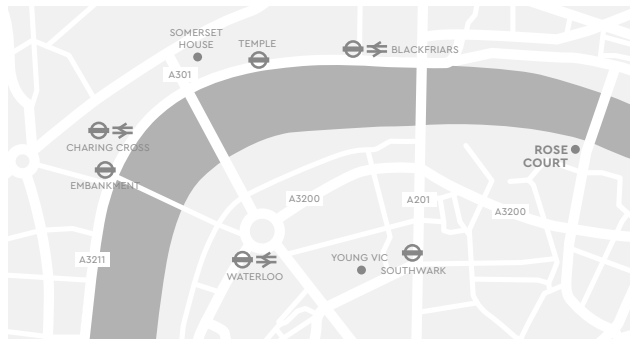 SOMERSET
HOUSE
TEMPLE
BLACKFRIARS
A301
CHARING CROSS
ROSE
COURT
EMBANKMENT
A3200
A201
A3200
A3211
YOUNG VIC
SOUTHWARK
WATERLOO